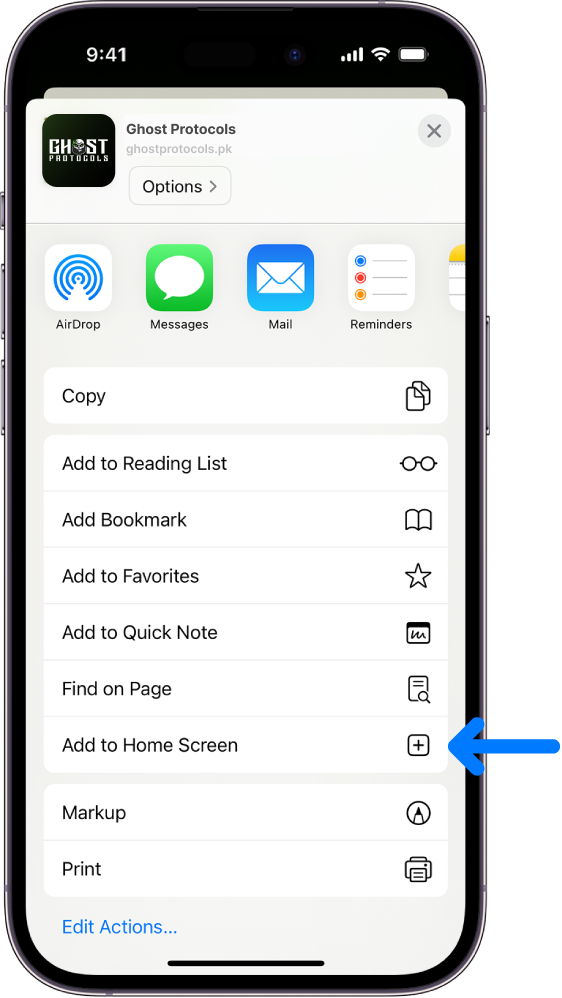 9:41
Ghost Protocols
GHOST
PROTOCOLS
ghostprotocols.pk
Options
AirDrop
Messages
Mail
Reminders
Copy
Add to Reading List
Add Bookmark
Add to Favorites
Add to Quick Note
Find on Page
Add to Home Screen
Markup
Print
Edit Actions...